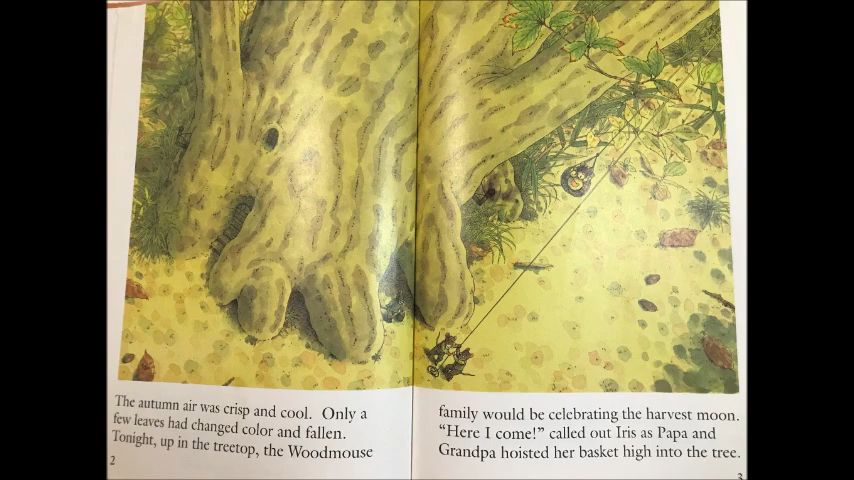 The autumn air was crisp and cool. Only a
few leaves had changed color and fallen.
Tonight, up in the treetop, the Woodmouse
2
family would be celebrating the harvest moon.
“Here I come!” called out Iris as Papa and
Grandpa hoisted her basket high into the tree.
3